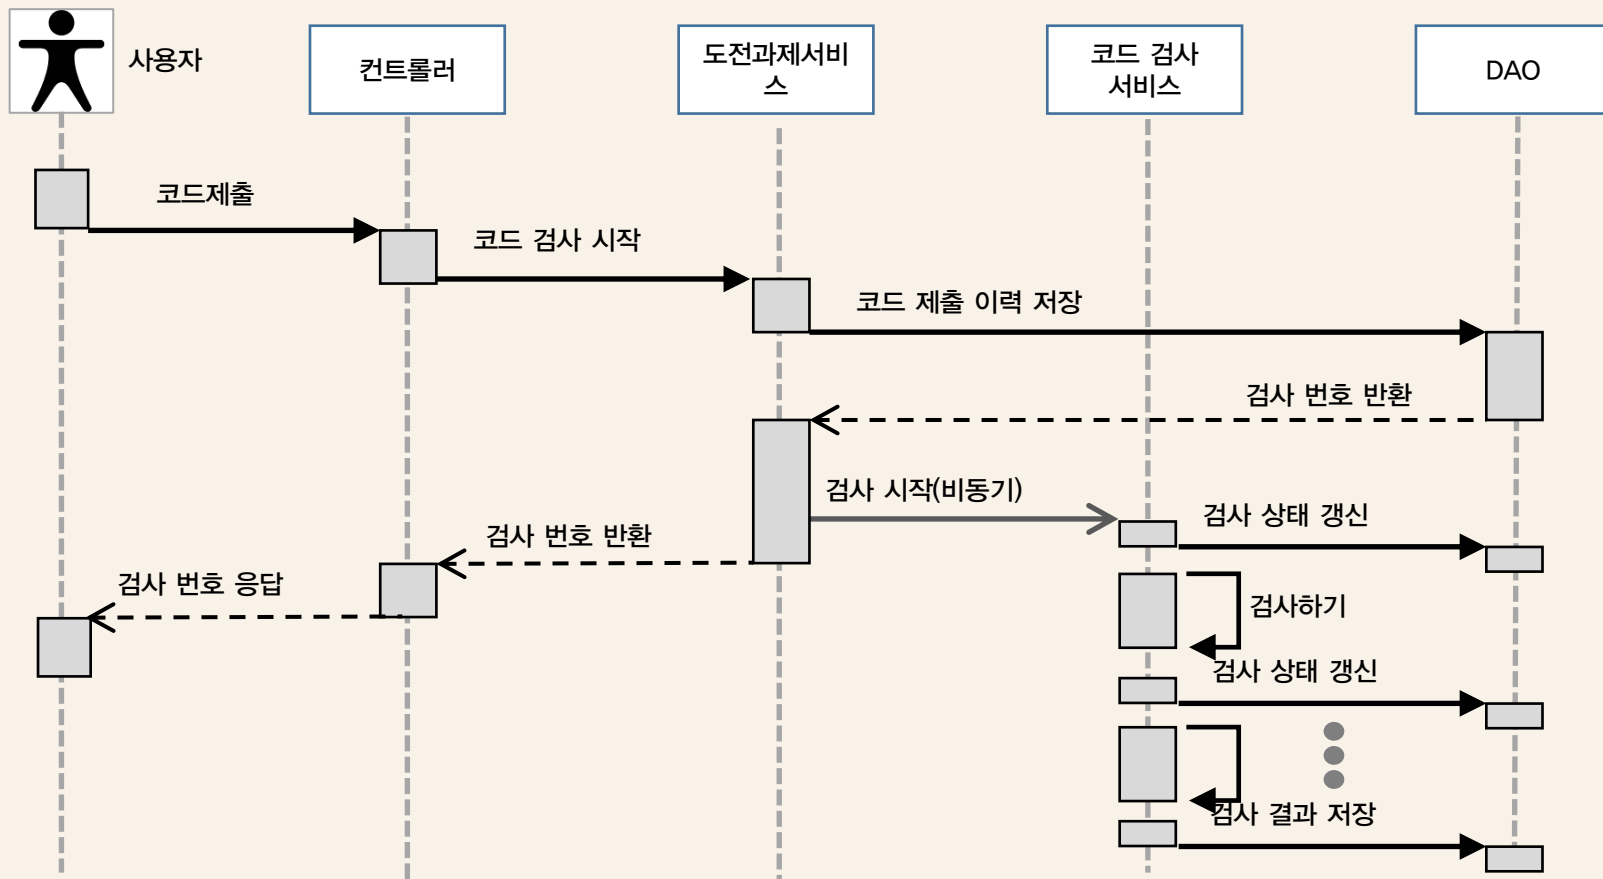 사용자
컨트롤러
도전과제서비
스
코드 검사
서비스
DAO
코드제출
코드 검사 시작
코드 제출 이력 저장
검사 번호 반환
검사 시작(비동기)
검사 상태 갱신
검사 번호 반환
검사 번호 응답
검사하기
검사 상태 갱신
검사 결과 저장